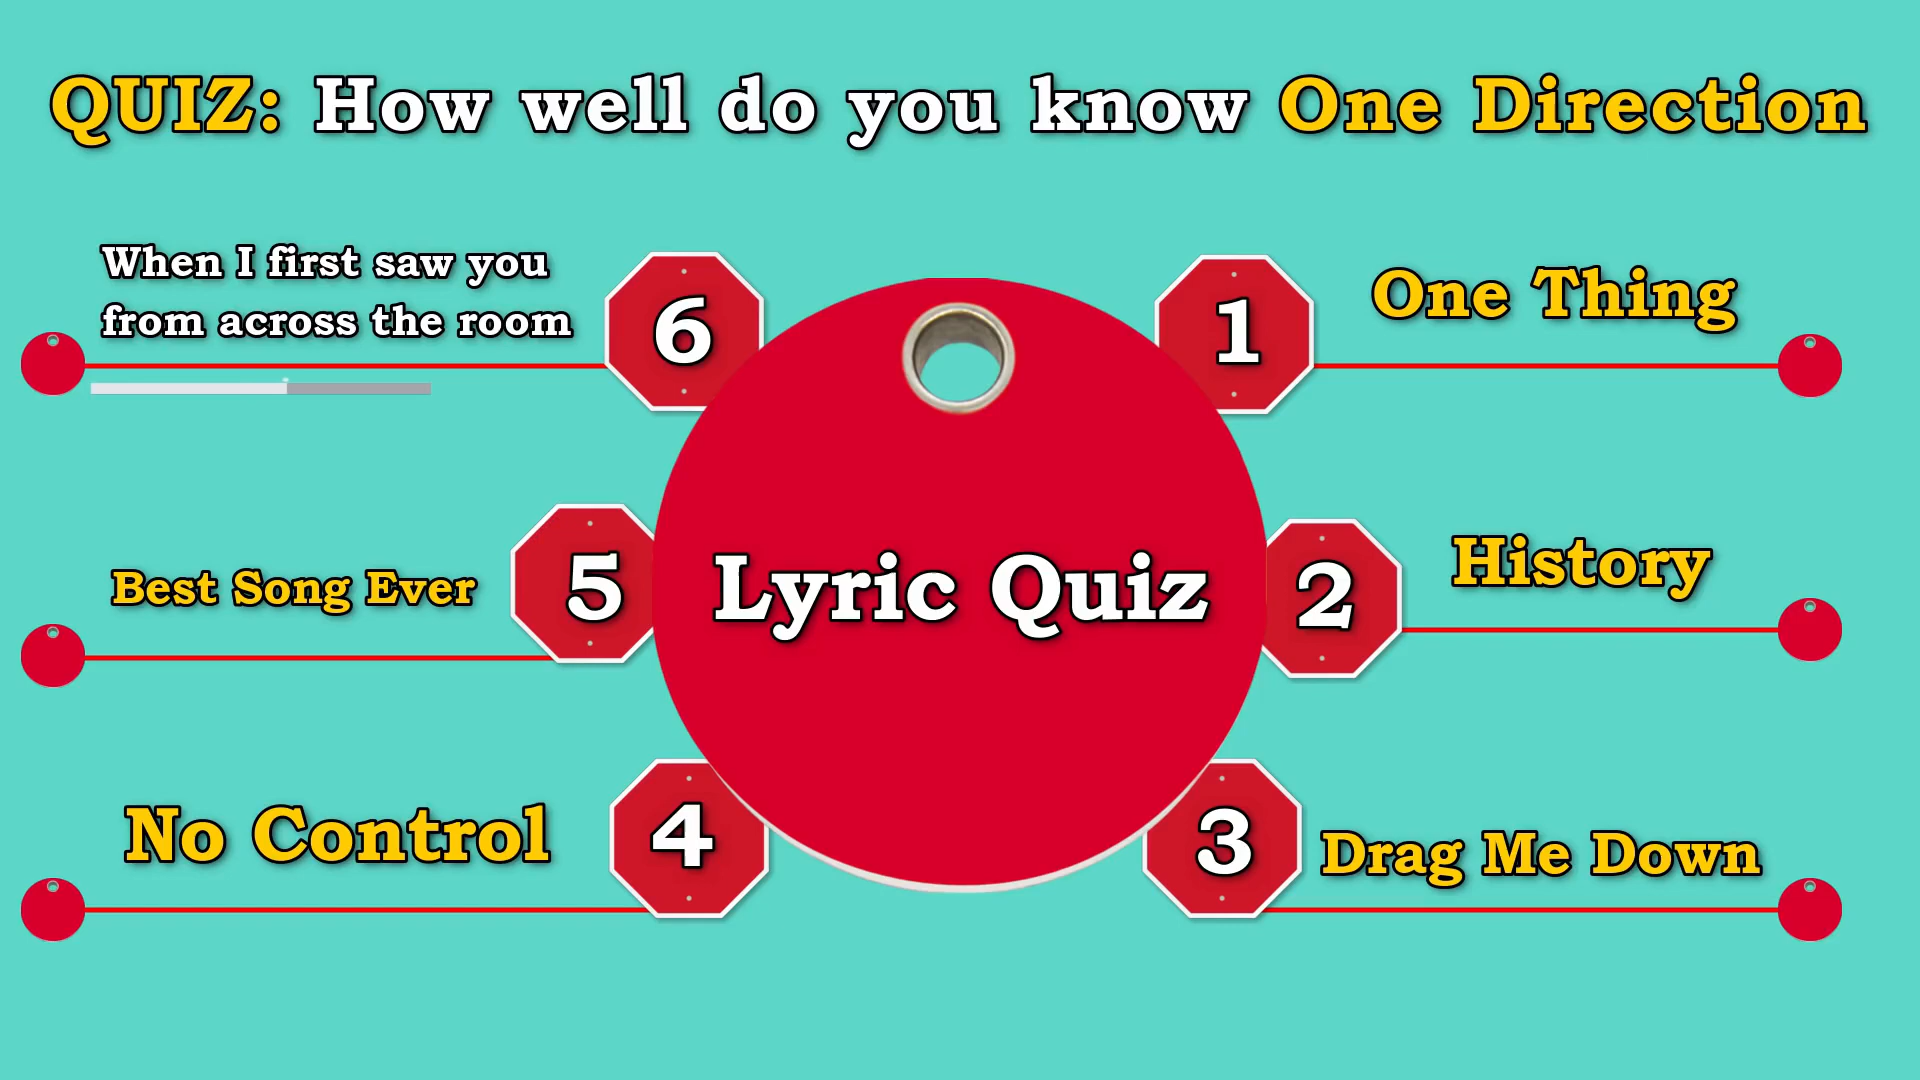 QUIZ: How well do you know One Direction
When I first saw you
from across the room
6
1
One Thing
Best Song Ever
5
Lyric Quiz
2
History
No Control
4
3
Drag Me Down